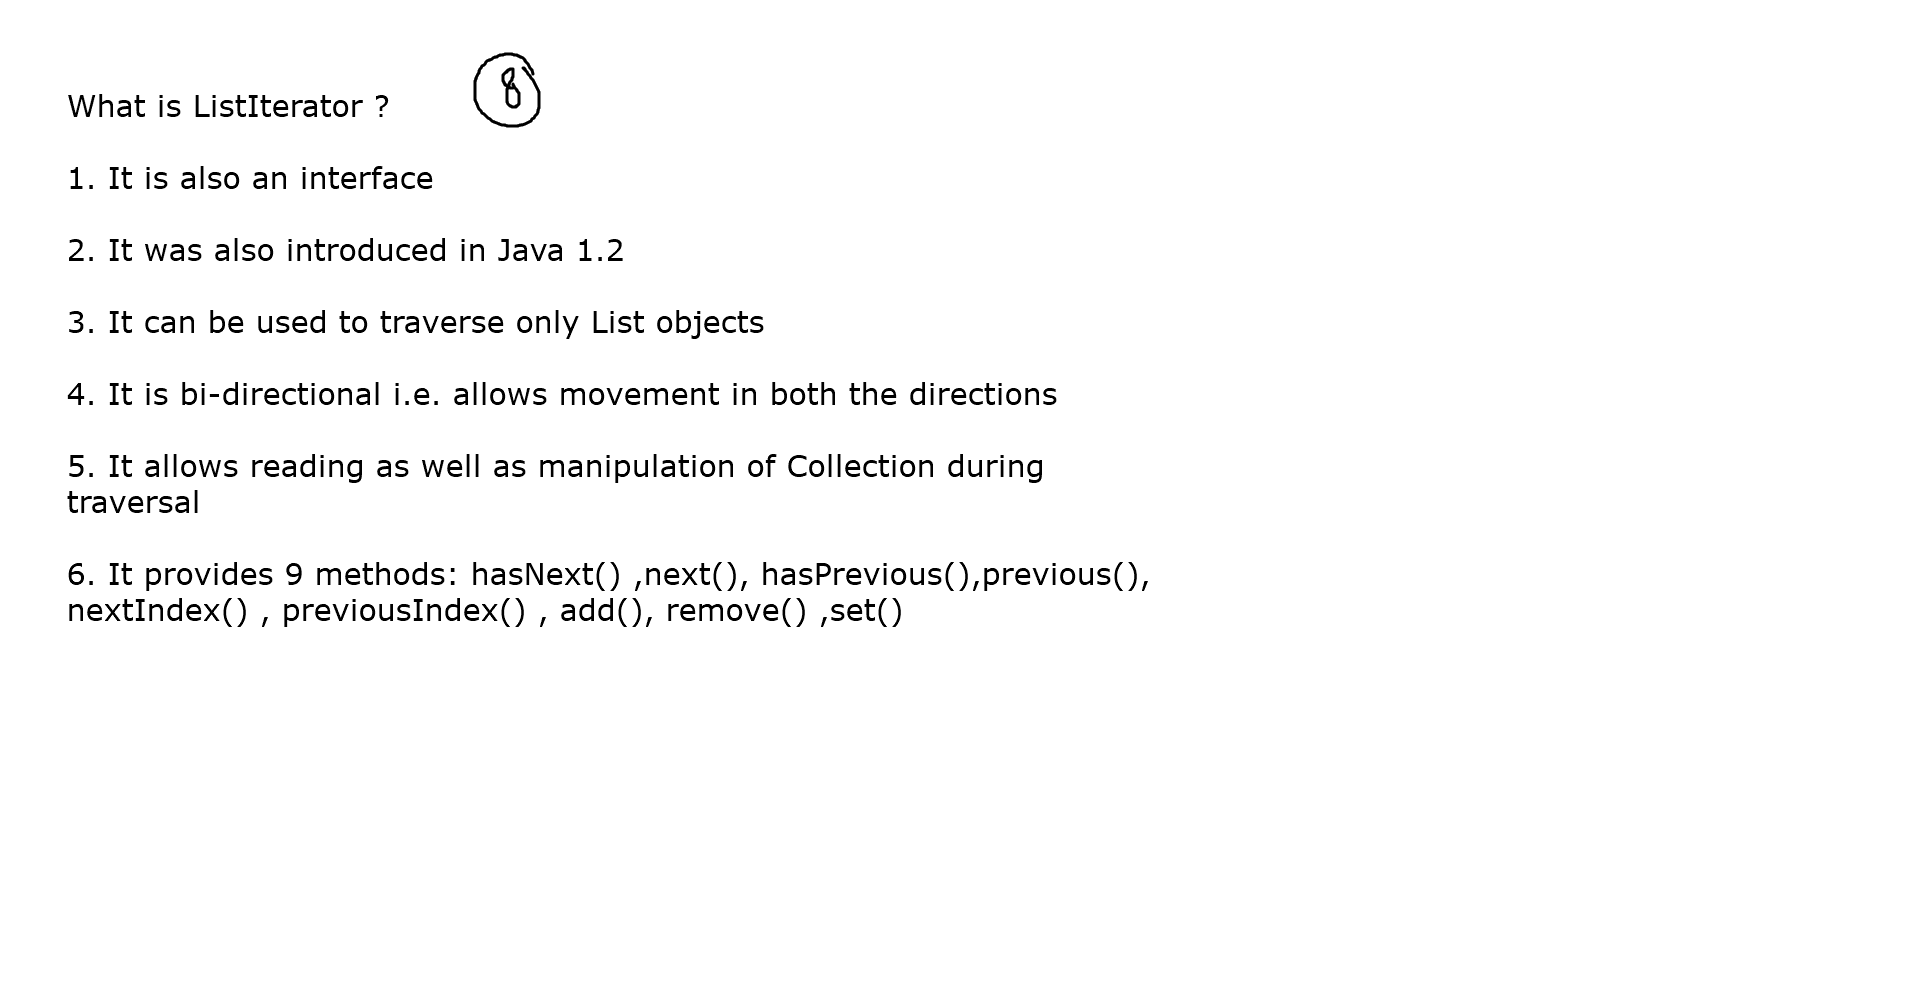 What is ListIterator ? 8
1. It is also an interface
2. It was also introduced in Java 1.2
3. It can be used to traverse only List objects
4. It is bi-directional i.e. allows movement in both the directions
5. It allows reading as well as manipulation of Collection during
traversal
6. It provides 9 methods: hasNext() ,next(), hasPrevious(),previous(),
nextIndex() , previousIndex() , add(), remove() ,set()